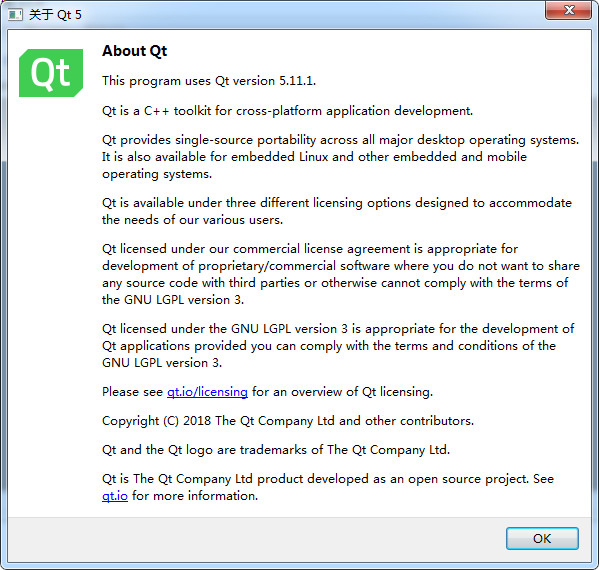 关于 Qt 5
Qt
About Qt
This program uses Qt version 5.11.1.
Qt is a C++ toolkit for cross-platform application development.
Qt provides single-source portability across all major desktop operating systems.
It is also available for embedded Linux and other embedded and mobile
operating systems.
Qt is available under three different licensing options designed to accommodate
the needs of our various users.
Qt licensed under our commercial license agreement is appropriate for
development of proprietary/commercial software where you do not want to share
any source code with third parties or otherwise cannot comply with the terms of
the GNU LGPL version 3.
Qt licensed under the GNU LGPL version 3 is appropriate for the development of
Qt applications provided you can comply with the terms and conditions of the
GNU LGPL version 3.
Please see qt.io/licensing for an overview of Qt licensing.
Copyright (C) 2018 The Qt Company Ltd and other contributors.
Qt and the Qt logo are trademarks of The Qt Company Ltd.
Qt is The Qt Company Ltd product developed as an open source project. See
qt.io for more information.
OK